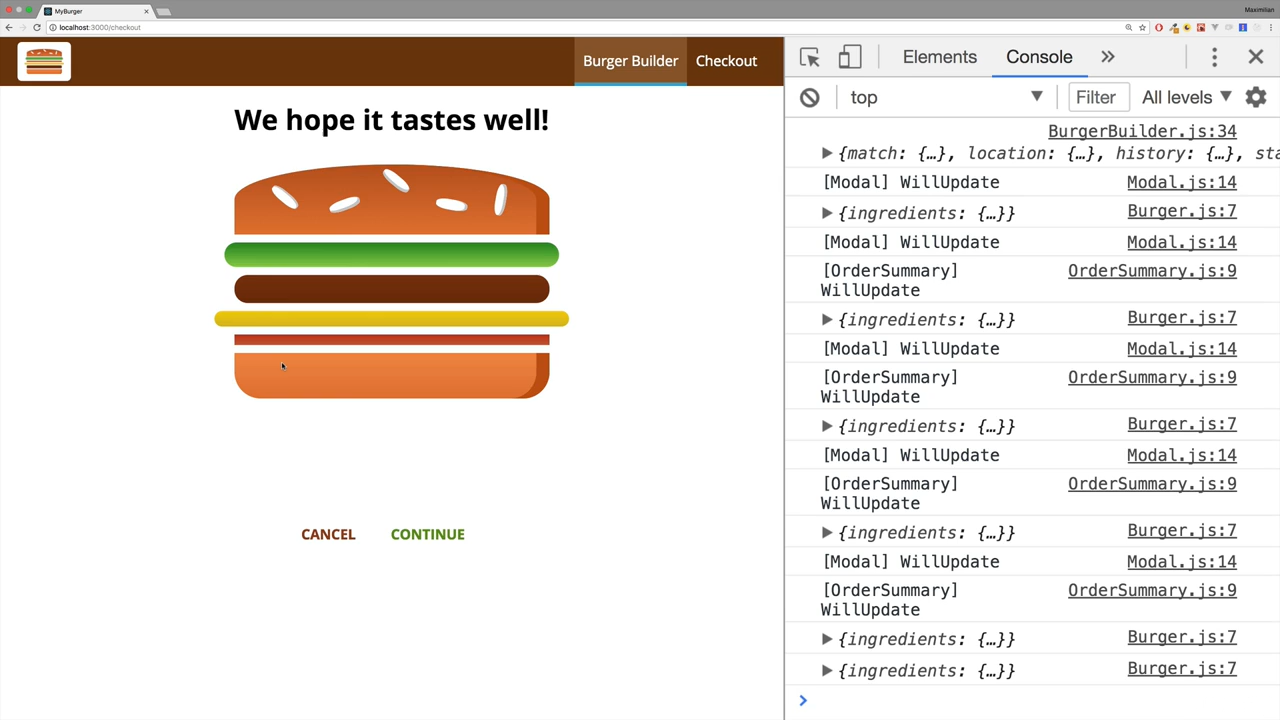 MyBurger
Maximilian
localhost:3000/checkout
Burger Builder
Checkout
We hope it tastes well!
CANCEL
CONTINUE
Elements
Console
top
Filter
All levels
BurgerBuilder.js:34
{match: {…}, location: {…}, history: {…}, sta
[Modal] WillUpdate Modal.js:14
{ingredients: {…}} Burger.js:7
[Modal] WillUpdate Modal.js:14
[OrderSummary] OrderSummary.js:9
WillUpdate
{ingredients: {…}} Burger.js:7
[Modal] WillUpdate Modal.js:14
[OrderSummary] OrderSummary.js:9
WillUpdate
{ingredients: {…}} Burger.js:7
[Modal] WillUpdate Modal.js:14
[OrderSummary] OrderSummary.js:9
WillUpdate
{ingredients: {…}} Burger.js:7
[Modal] WillUpdate Modal.js:14
[OrderSummary] OrderSummary.js:9
WillUpdate
{ingredients: {…}} Burger.js:7
{ingredients: {…}} Burger.js:7